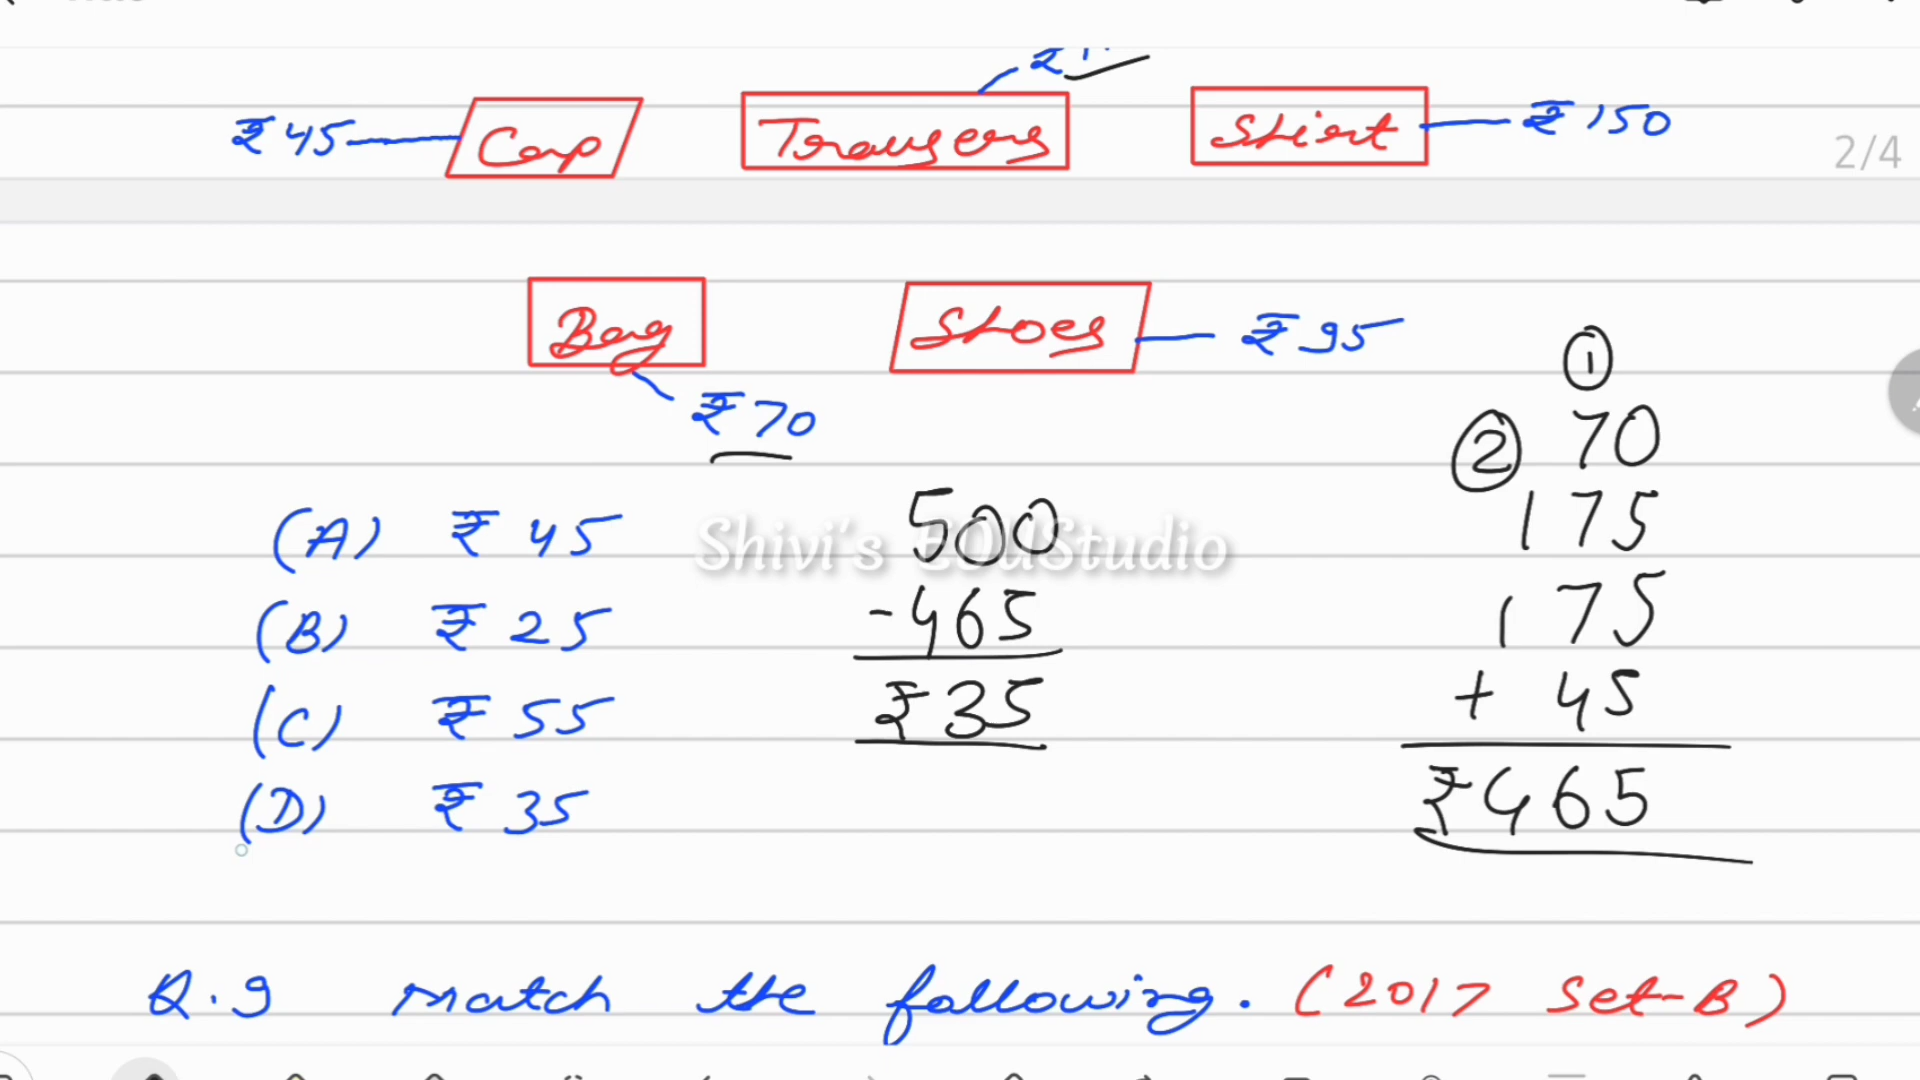 ₹45 Cap Trousers Shirt ₹150
2/4
Bag Shoes ₹95
₹70
(A) ₹ 45
(B) ₹ 25
(C) ₹ 55
(D) ₹ 35
500
-465
₹35
1
2 70
175
175
+ 45
₹465
Shivi's EDUStudio
Q.9 Match the following. (2017 Set-B)